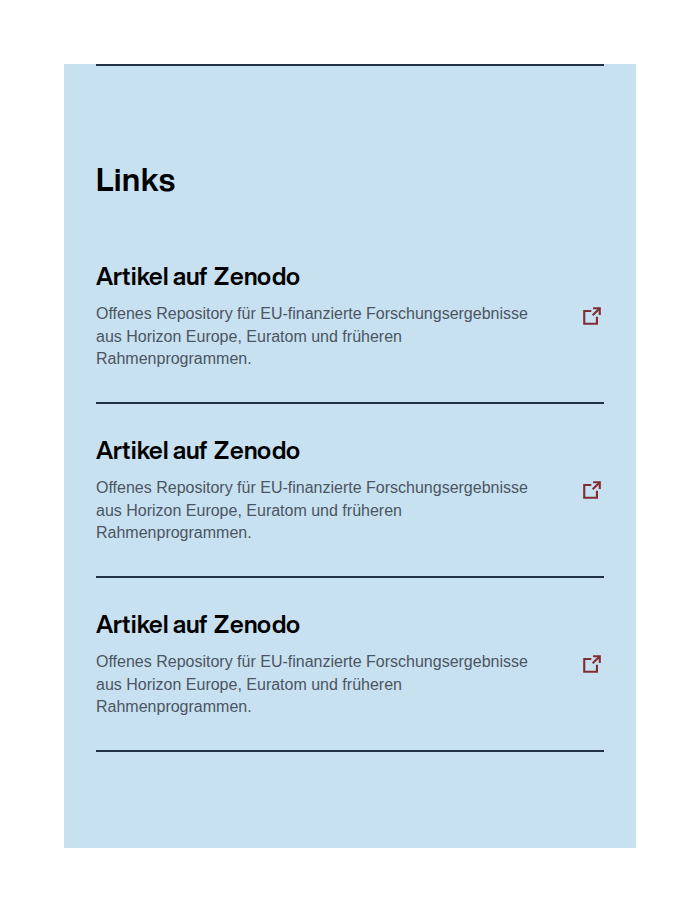 Links
Artikel auf Zenodo
Offenes Repository für EU-finanzierte Forschungsergebnisse
aus Horizon Europe, Euratom und früheren
Rahmenprogrammen.
Artikel auf Zenodo
Offenes Repository für EU-finanzierte Forschungsergebnisse
aus Horizon Europe, Euratom und früheren
Rahmenprogrammen.
Artikel auf Zenodo
Offenes Repository für EU-finanzierte Forschungsergebnisse
aus Horizon Europe, Euratom und früheren
Rahmenprogrammen.